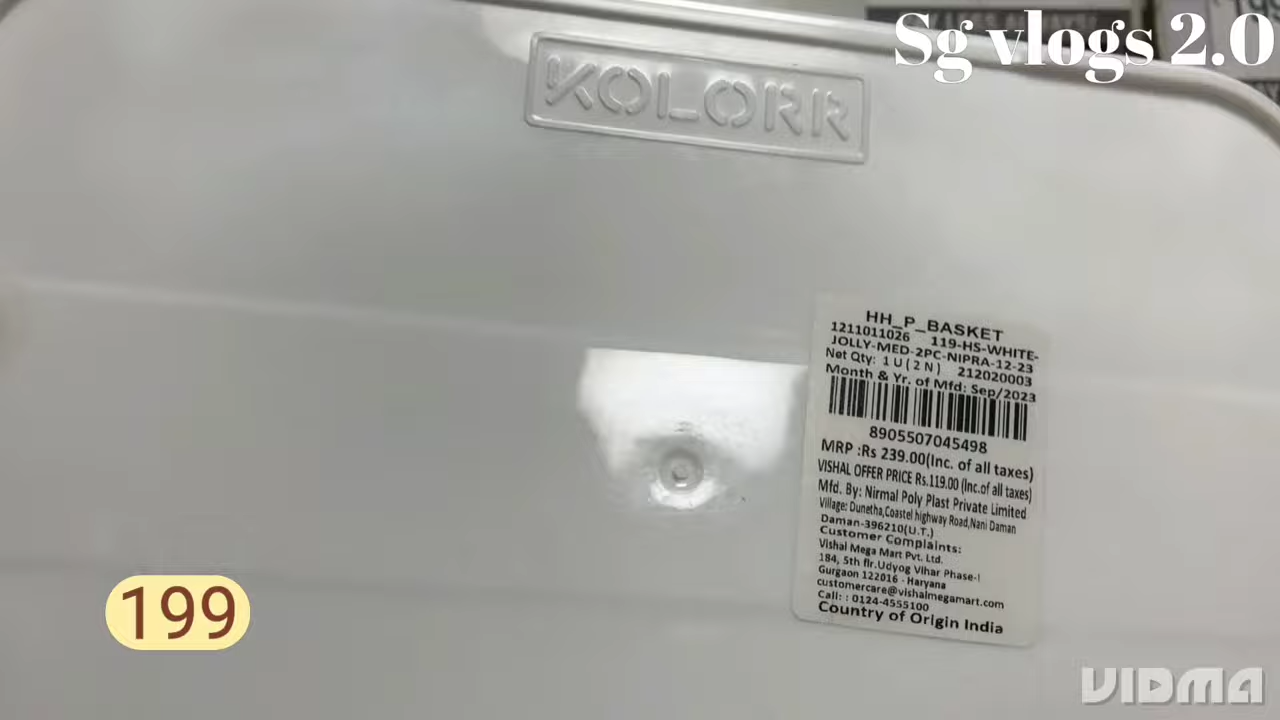 Sg vlogs 2.0
KOLORR
HH_P_BASKET
1211011026 119-HS-WHITE-
JOLLY-MED-2PC-NIPRA-12-23
Net Qty: 1 U ( 2 N ) 212020003
Month & Yr. of Mfd: Sep/2023
8905507045498
MRP :Rs 239.00(Inc. of all taxes)
VISHAL OFFER PRICE Rs.119.00 (Inc.of all taxes)
Mfd. By: Nirmal Poly Plast Private Limited
Village: Dunetha,Coastel highway Road,Nani Daman
Daman-396210(U.T.)
Customer Complaints:
Vishal Mega Mart Pvt. Ltd.
184, 5th flr.Udyog Vihar Phase-I
Gurgaon 122016 - Haryana
customercare@vishalmegamart.com
Call: : 0124-4555100
Country of Origin India
199
VIDMA